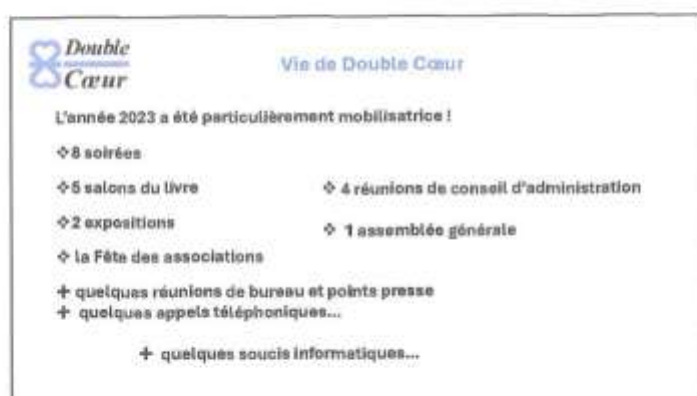 Double
Cœur
Vie de Double Cœur
L'année 2023 a été particulièrement mobilisatrice !
❖8 soirées
❖5 salons du livre
❖ 4 réunions de conseil d'administration
❖2 expositions
❖ 1 assemblée générale
❖ la Fête des associations
+ quelques réunions de bureau et points presse
+ quelques appels téléphoniques...
+ quelques soucis informatiques...